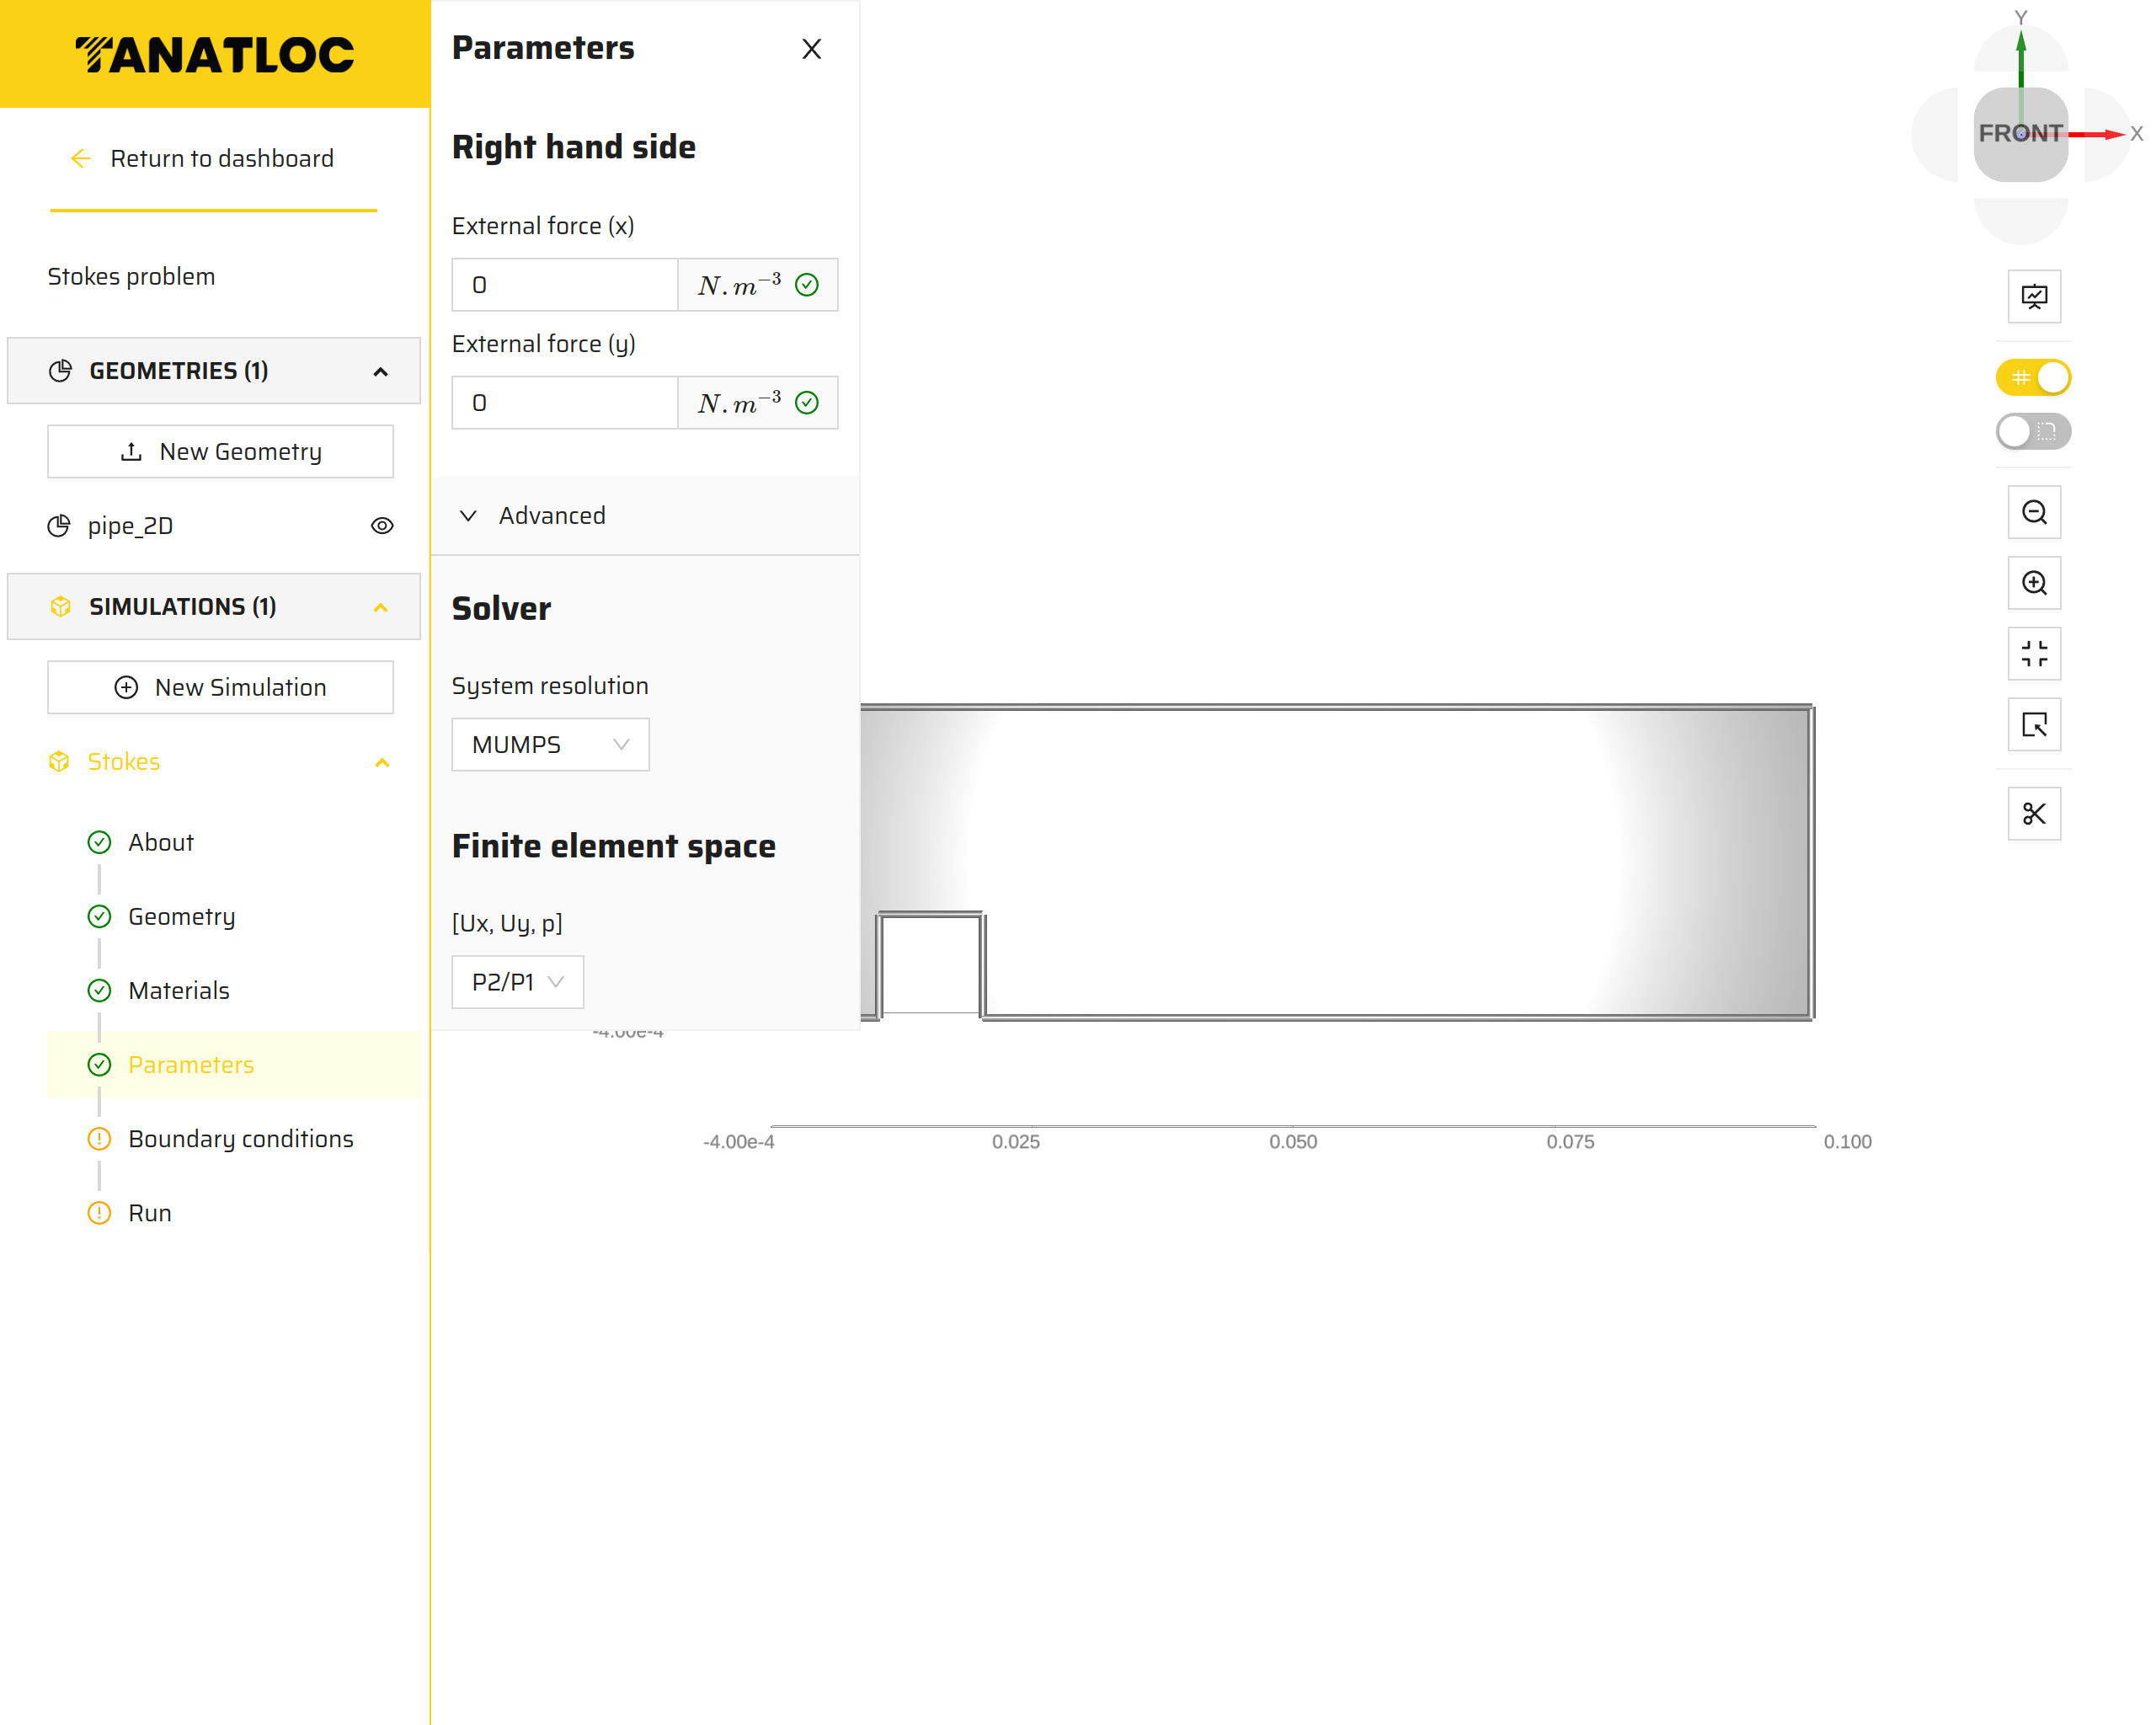 TANATLOC
Return to dashboard
Stokes problem
GEOMETRIES (1)
New Geometry
pipe_2D
SIMULATIONS (1)
New Simulation
Stokes
About
Geometry
Materials
Parameters
Boundary conditions
Run
Parameters
Right hand side
External force (x)
0 N.m⁻³
External force (y)
0 N.m⁻³
Advanced
Solver
System resolution
MUMPS
Finite element space
[Ux, Uy, p]
P2/P1
-4.00e-4
-4.00e-4 0.025 0.050 0.075 0.100
Y
FRONT
X